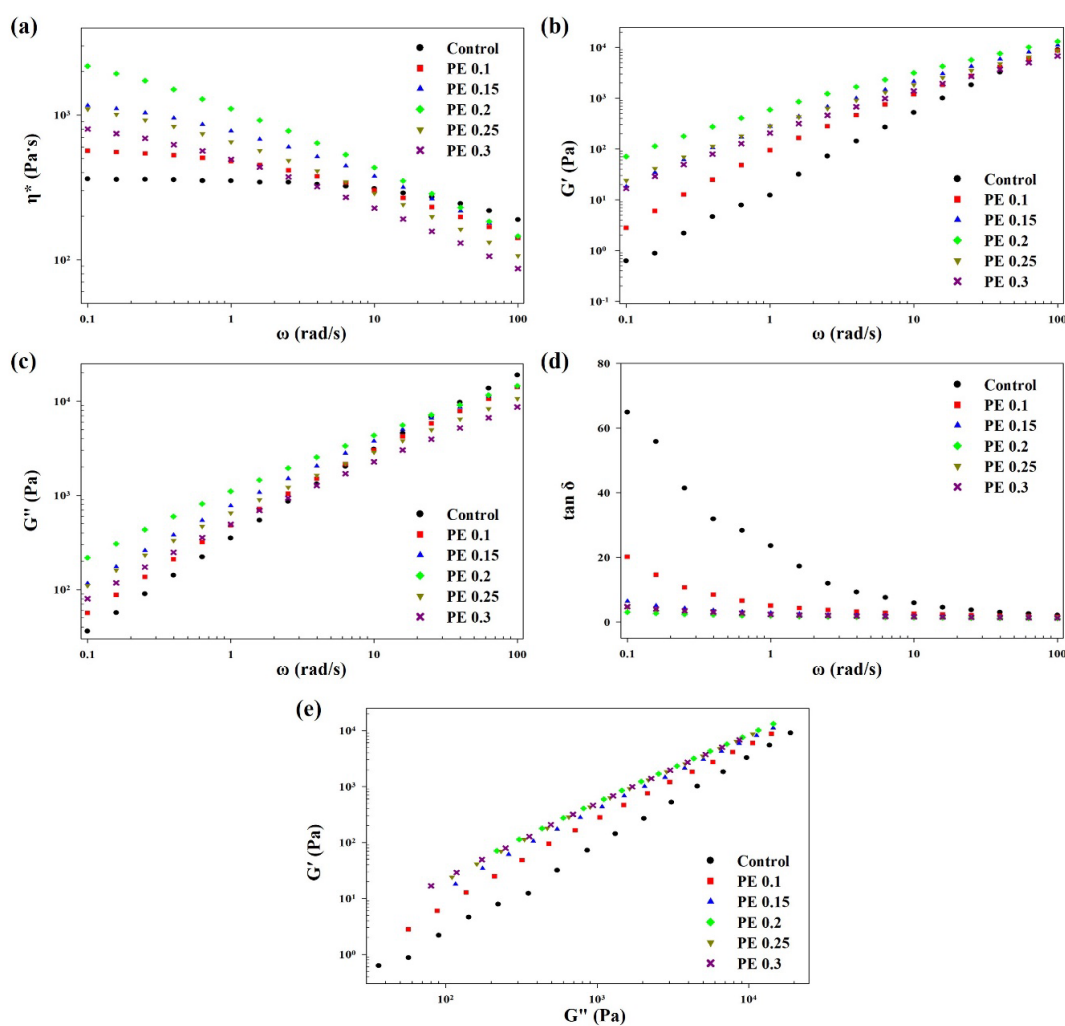 (a)
η* (Pa·s)
10³
10²
Control
PE 0.1
PE 0.15
PE 0.2
PE 0.25
PE 0.3
0.1 1 10 100
ω (rad/s)
(b)
G′ (Pa)
10⁴
10³
10²
10¹
10⁰
10⁻¹
Control
PE 0.1
PE 0.15
PE 0.2
PE 0.25
PE 0.3
0.1 1 10 100
ω (rad/s)
(c)
G″ (Pa)
10⁴
10³
10²
Control
PE 0.1
PE 0.15
PE 0.2
PE 0.25
PE 0.3
0.1 1 10 100
ω (rad/s)
(d)
tan δ
80
60
40
20
0
Control
PE 0.1
PE 0.15
PE 0.2
PE 0.25
PE 0.3
0.1 1 10 100
ω (rad/s)
(e)
G′ (Pa)
10⁴
10³
10²
10¹
10⁰
Control
PE 0.1
PE 0.15
PE 0.2
PE 0.25
PE 0.3
10² 10³ 10⁴
G″ (Pa)